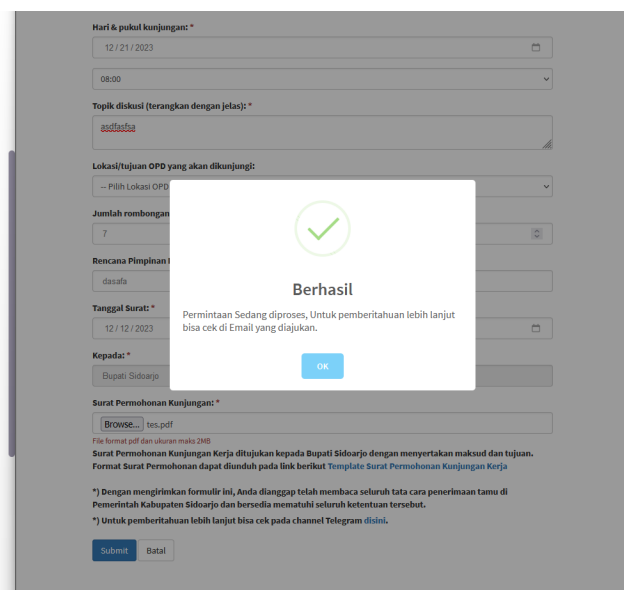 Hari & pukul kunjungan: *
12 / 21 / 2023
08:00
Topik diskusi (terangkan dengan jelas): *
asdfasfsa
Lokasi/tujuan OPD yang akan dikunjungi:
-- Pilih Lokasi OPD
Jumlah rombongan
7
Rencana Pimpinan
dasafa
Berhasil
Tanggal Surat: *
Permintaan Sedang diproses, Untuk pemberitahuan lebih lanjut
bisa cek di Email yang diajukan.
12 / 12 / 2023
Kepada: *
OK
Bupati Sidoarjo
Surat Permohonan Kunjungan: *
Browse... tes.pdf
File format pdf dan ukuran maks 2MB
Surat Permohonan Kunjungan Kerja ditujukan kepada Bupati Sidoarjo dengan menyertakan maksud dan tujuan.
Format Surat Permohonan dapat diunduh pada link berikut Template Surat Permohonan Kunjungan Kerja
*) Dengan mengirimkan formulir ini, Anda dianggap telah membaca seluruh tata cara penerimaan tamu di
Pemerintah Kabupaten Sidoarjo dan bersedia mematuhi seluruh ketentuan tersebut.
*) Untuk pemberitahuan lebih lanjut bisa cek pada channel Telegram disini.
Submit Batal